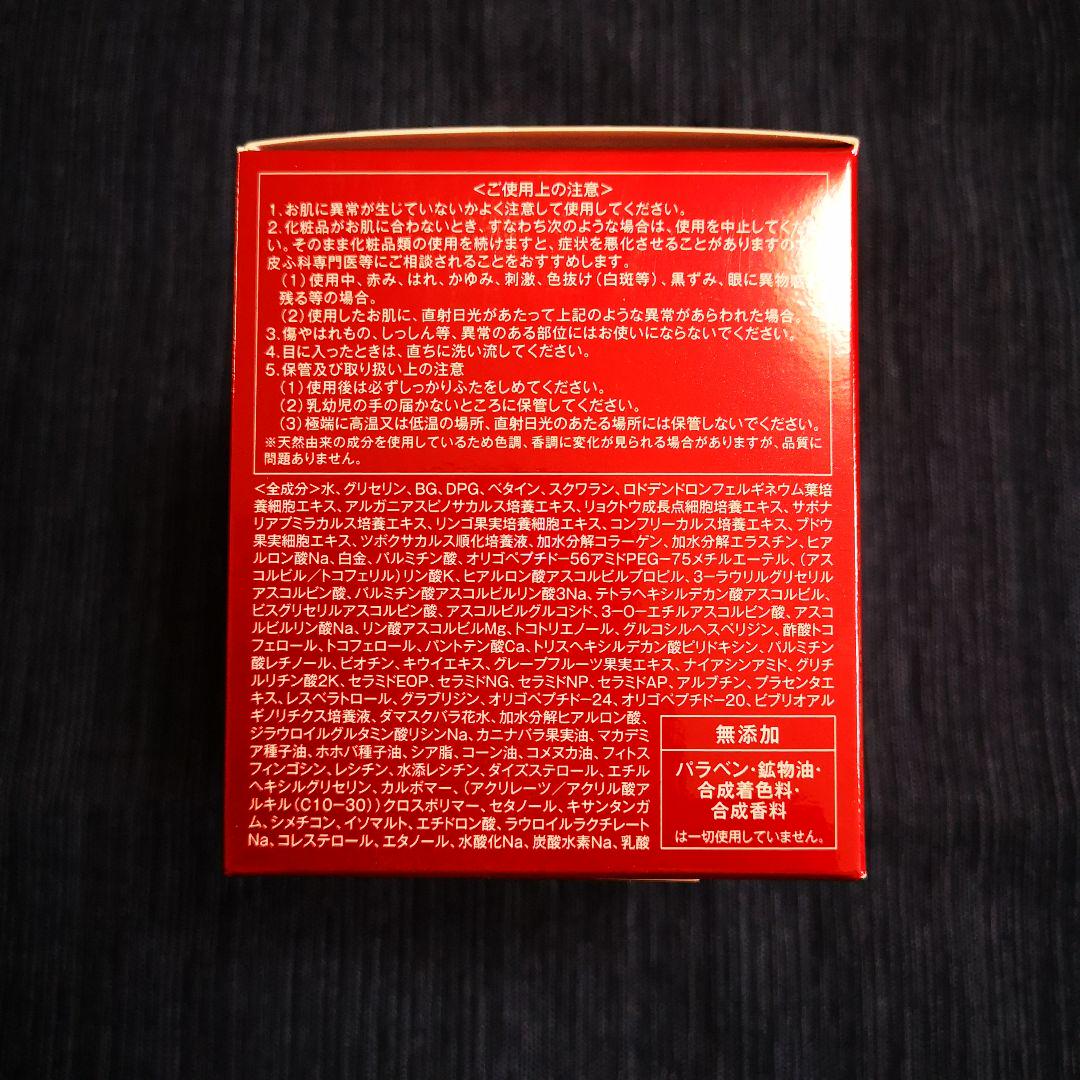 <ご使用上の注意>
1.お肌に異常が生じていないかよく注意して使用してください。
2.化粧品がお肌に合わないとき、すなわち次のような場合は、使用を中止してくださ
い。そのまま化粧品類の使用を続けますと、症状を悪化させることがありますので
皮ふ科専門医等にご相談されることをおすすめします。
(1)使用中、赤み、はれ、かゆみ、刺激、色抜け(白斑等)、黒ずみ、眼に異物
残る等の場合。
(2)使用したお肌に、直射日光があたって上記のような異常があらわれた場合。
3.傷やはれもの、しっしん等、異常のある部位にはお使いにならないでください。
4.目に入ったときは、直ちに洗い流してください。
5.保管及び取り扱い上の注意
(1)使用後は必ずしっかりふたをしめてください。
(2)乳幼児の手の届かないところに保管してください。
(3)極端に高温又は低温の場所、直射日光のあたる場所には保管しないでください。
※天然由来の成分を使用しているため色調、香調に変化が見られる場合がありますが、品質に
問題ありません。
<全成分>水、グリセリン、BG、DPG、ベタイン、スクワラン、ロドデンドロンフェルギネウム葉培
養細胞エキス、アルガニアスピノサカルス培養エキス、リョクトウ成長点細胞培養エキス、サポナ
リアプミラカルス培養エキス、リンゴ果実培養細胞エキス、コンフリーカルス培養エキス、ブドウ
果実細胞エキス、ツボクサカルス順化培養液、加水分解コラーゲン、加水分解エラスチン、ヒア
ルロン酸Na、白金、パルミチン酸、オリゴペプチド-56アミドPEG-75メチルエーテル、(アス
コルビル/トコフェリル)リン酸K、ヒアルロン酸アスコルビルプロピル、3-ラウリルグリセリル
アスコルビン酸、パルミチン酸アスコルビルリン酸3Na、テトラヘキシルデカン酸アスコルビル、
ビスグリセリルアスコルビン酸、アスコルビルグルコシド、3-O-エチルアスコルビン酸、アスコ
ルビルリン酸Na、リン酸アスコルビルMg、トコトリエノール、グルコシルヘスペリジン、酢酸トコ
フェロール、トコフェロール、パントテン酸Ca、トリスヘキシルデカン酸ピリドキシン、パルミチン
酸レチノール、ビオチン、キウイエキス、グレープフルーツ果実エキス、ナイアシンアミド、グリチ
ルリチン酸2K、セラミドEOP、セラミドNG、セラミドNP、セラミドAP、アルブチン、プラセンタエ
キス、レスベラトロール、グラブリジン、オリゴペプチド-24、オリゴペプチド-20、ビブリオアル
ギノリチクス培養液、ダマスクバラ花水、加水分解ヒアルロン酸、
ジラウロイルグルタミン酸リシンNa、カニナバラ果実油、マカデミ
ア種子油、ホホバ種子油、シア脂、コーン油、コメヌカ油、フィトス
フィンゴシン、レシチン、水添レシチン、ダイズステロール、エチル
ヘキシルグリセリン、カルボマー、(アクリレーツ/アクリル酸ア
ルキル(C10-30))クロスポリマー、セタノール、キサンタンガ
ム、シメチコン、イソマルト、エチドロン酸、ラウロイルラクチレート
Na、コレステロール、エタノール、水酸化Na、炭酸水素Na、乳酸
無添加
パラベン・鉱物油・
合成着色料・
合成香料
は一切使用していません。